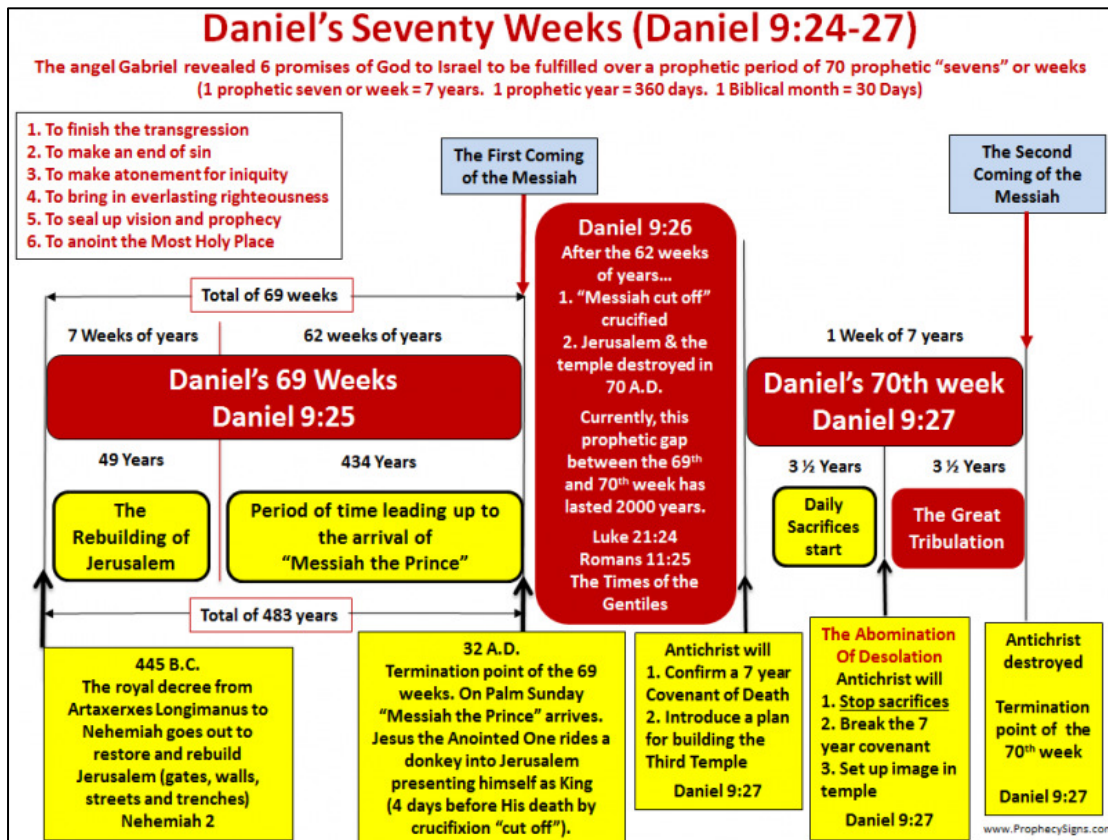 Daniel's Seventy Weeks (Daniel 9:24-27)
The angel Gabriel revealed 6 promises of God to Israel to be fulfilled over a prophetic period of 70 prophetic “sevens” or weeks
(1 prophetic seven or week = 7 years. 1 prophetic year = 360 days. 1 Biblical month = 30 Days)
1. To finish the transgression
2. To make an end of sin
3. To make atonement for iniquity
4. To bring in everlasting righteousness
5. To seal up vision and prophecy
6. To anoint the Most Holy Place
The First Coming
of the Messiah
The Second
Coming of the
Messiah
Total of 69 weeks
7 Weeks of years
62 weeks of years
Daniel's 69 Weeks
Daniel 9:25
49 Years
434 Years
The
Rebuilding of
Jerusalem
Period of time leading up to
the arrival of
“Messiah the Prince”
Total of 483 years
Daniel 9:26
After the 62 weeks
of years...
1. “Messiah cut off”
crucified
2. Jerusalem & the
temple destroyed in
70 A.D.
Currently, this
prophetic gap
between the 69th
and 70th week has
lasted 2000 years.
Luke 21:24
Romans 11:25
The Times of the
Gentiles
1 Week of 7 years
Daniel's 70th week
Daniel 9:27
3 ½ Years
3 ½ Years
Daily
Sacrifices
start
The Great
Tribulation
445 B.C.
The royal decree from
Artaxerxes Longimanus to
Nehemiah goes out to
restore and rebuild
Jerusalem (gates, walls,
streets and trenches)
Nehemiah 2
32 A.D.
Termination point of the 69
weeks. On Palm Sunday
“Messiah the Prince” arrives.
Jesus the Anointed One rides a
donkey into Jerusalem
presenting himself as King
(4 days before His death by
crucifixion “cut off”).
Antichrist will
1. Confirm a 7 year
Covenant of Death
2. Introduce a plan
for building the
Third Temple
Daniel 9:27
The Abomination
Of Desolation
Antichrist will
1. Stop sacrifices
2. Break the 7
year covenant
3. Set up image in
temple
Daniel 9:27
Antichrist
destroyed
Termination
point of the
70th week
Daniel 9:27
www.ProphecySigns.com